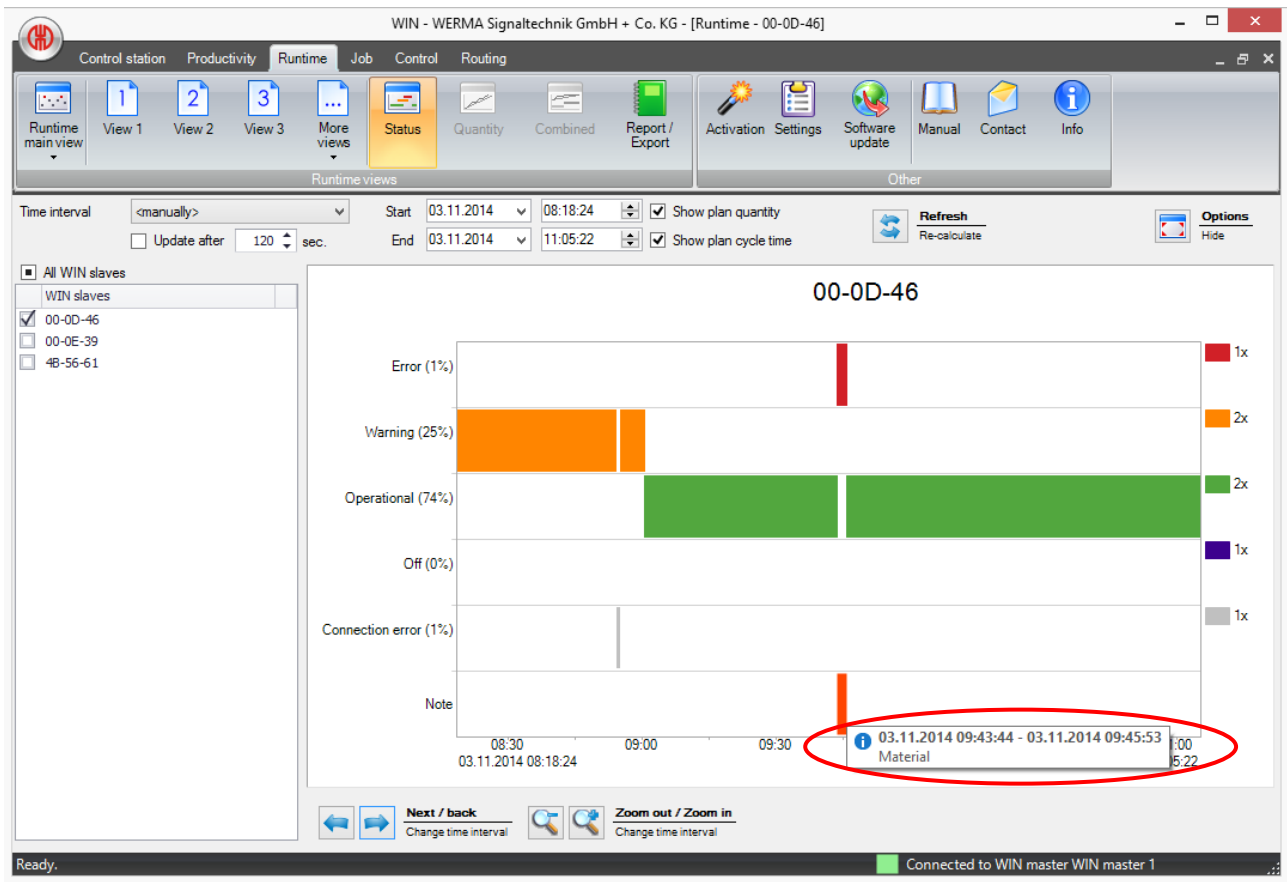 WIN - WERMA Signaltechnik GmbH + Co. KG - [Runtime - 00-0D-46]
Control station Productivity Runtime Job Control Routing
Runtime main view
1
View 1
2
View 2
3
View 3
...
More views
Status
Quantity
Combined
Report / Export
Activation
Settings
Software update
Manual
Contact
Info
Runtime views
Other
Time interval <manually> Start 03.11.2014 08:18:24 Show plan quantity
Update after 120 sec. End 03.11.2014 11:05:22 Show plan cycle time
Refresh
Re-calculate
Options
Hide
All WIN slaves
WIN slaves
00-0D-46
00-0E-39
4B-56-61
00-0D-46
Error (1%) 1x
Warning (25%) 2x
Operational (74%) 2x
Off (0%) 1x
Connection error (1%) 1x
Note
08:30 09:00 09:30 :00
03.11.2014 08:18:24 05:22
03.11.2014 09:43:44 - 03.11.2014 09:45:53
Material
Next / back
Change time interval
Zoom out / Zoom in
Change time interval
Ready. Connected to WIN master WIN master 1